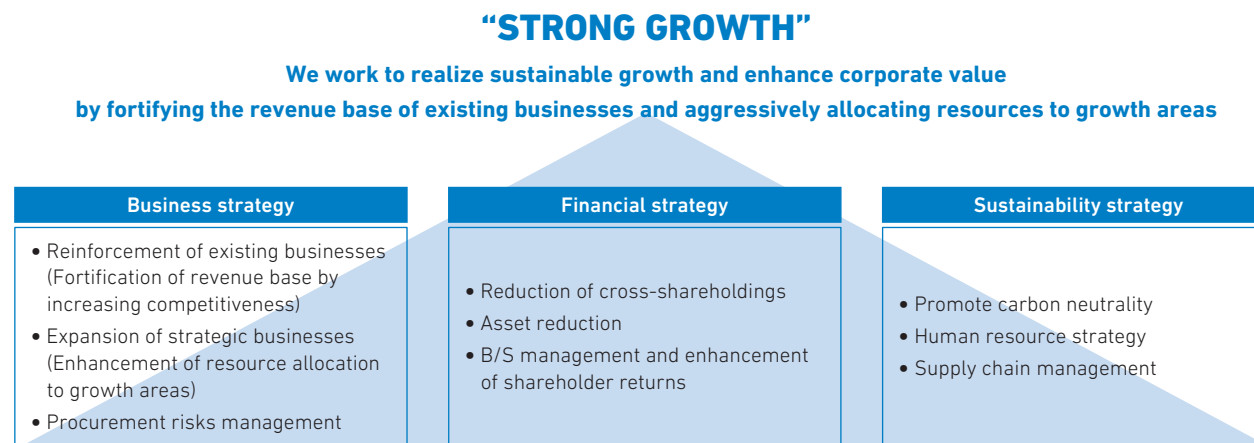 “STRONG GROWTH”
We work to realize sustainable growth and enhance corporate value
by fortifying the revenue base of existing businesses and aggressively allocating resources to growth areas
Business strategy
• Reinforcement of existing businesses
(Fortification of revenue base by
increasing competitiveness)
• Expansion of strategic businesses
(Enhancement of resource allocation
to growth areas)
• Procurement risks management
Financial strategy
• Reduction of cross-shareholdings
• Asset reduction
• B/S management and enhancement
of shareholder returns
Sustainability strategy
• Promote carbon neutrality
• Human resource strategy
• Supply chain management